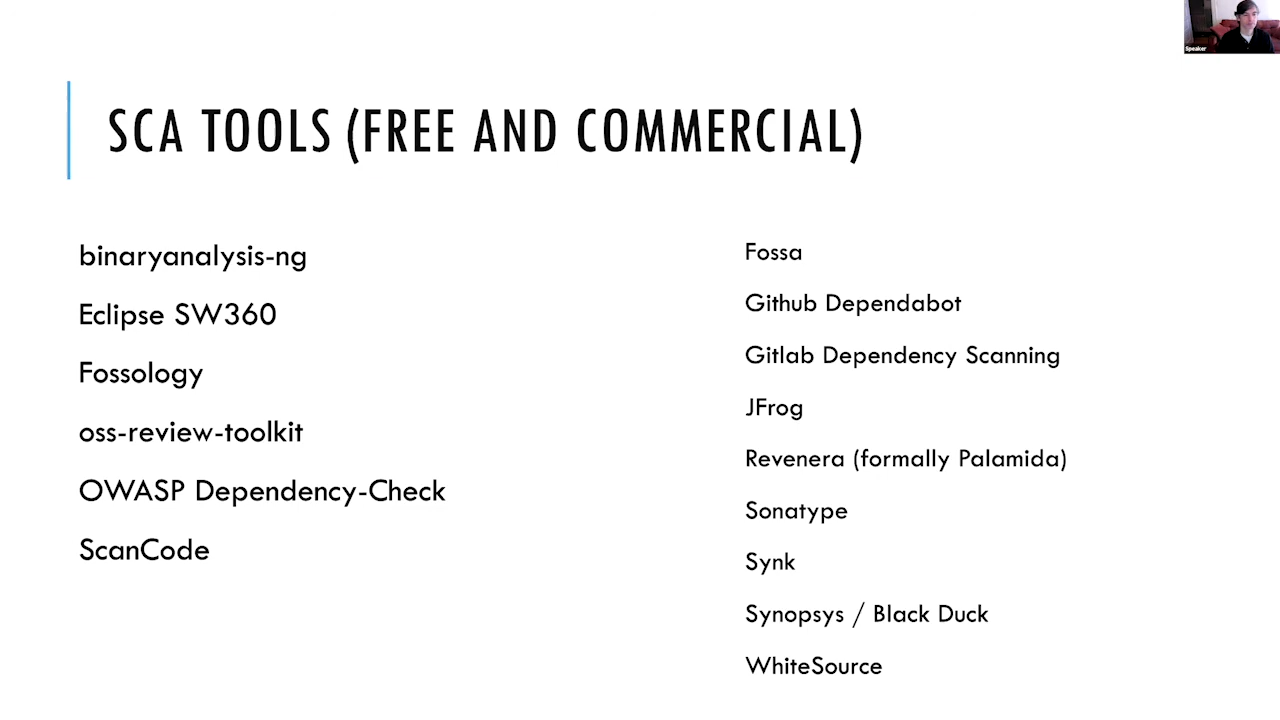 Speaker
SCA TOOLS (FREE AND COMMERCIAL)
binaryanalysis-ng
Eclipse SW360
Fossology
oss-review-toolkit
OWASP Dependency-Check
ScanCode
Fossa
Github Dependabot
Gitlab Dependency Scanning
JFrog
Revenera (formally Palamida)
Sonatype
Synk
Synopsys / Black Duck
WhiteSource